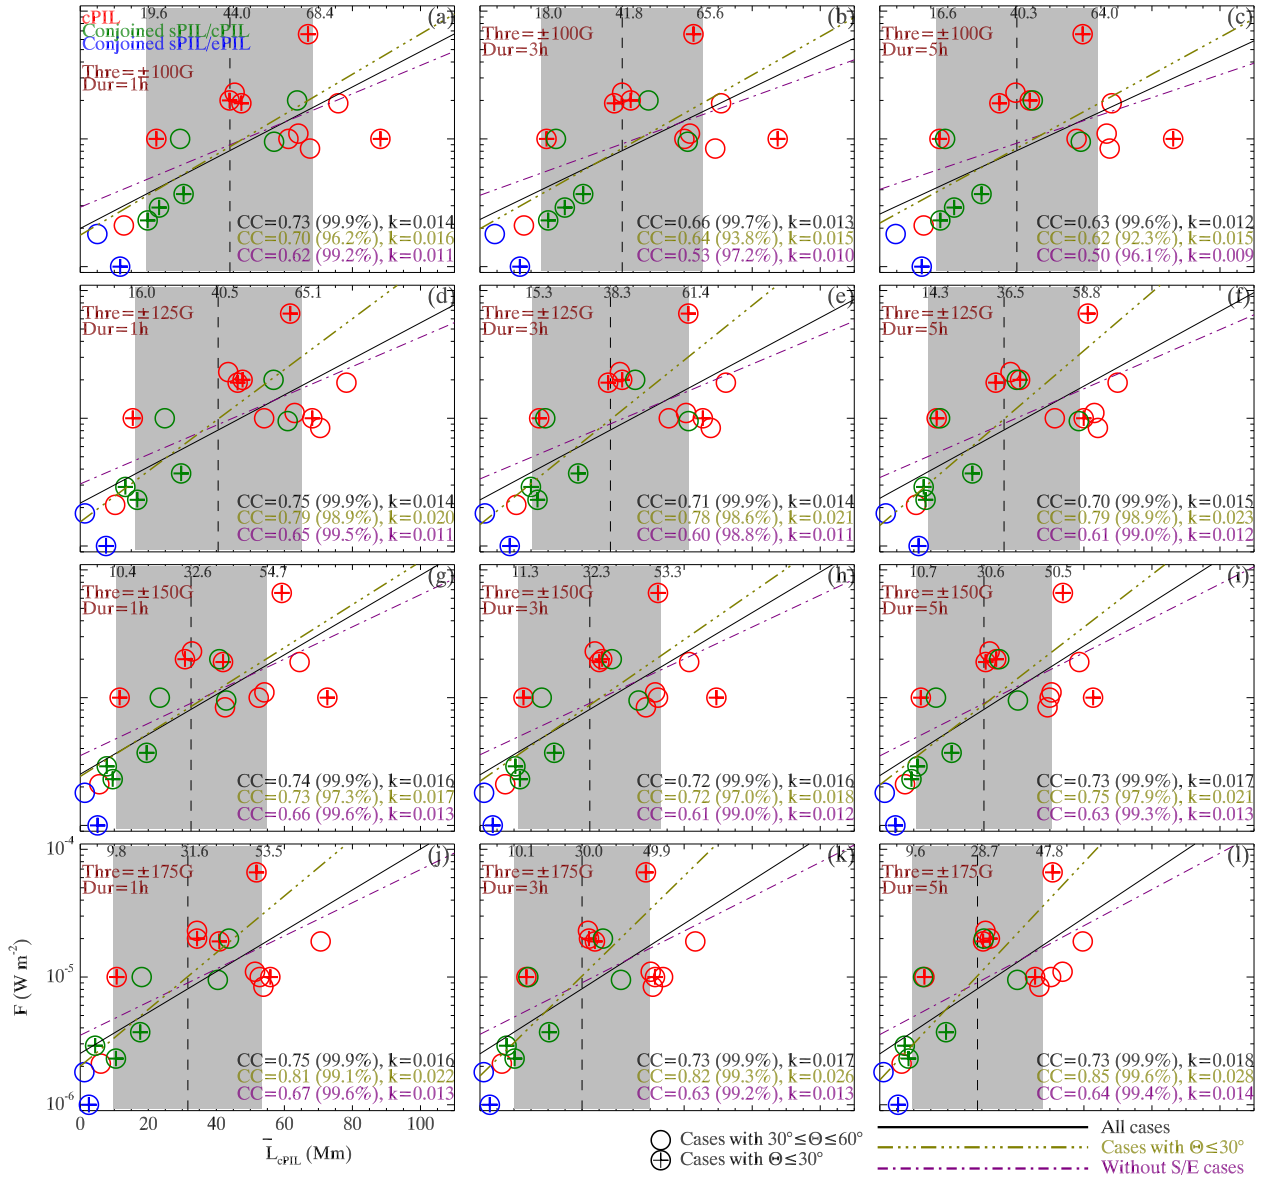 19.6 44.0 68.4
(a)
cPIL
Conjoined sPIL/cPIL
Conjoined sPIL/ePIL
Thre=±100G
Dur=1h
CC=0.73 (99.9%), k=0.014
CC=0.70 (96.2%), k=0.016
CC=0.62 (99.2%), k=0.011
18.0 41.8 65.6
(b)
Thre=±100G
Dur=3h
CC=0.66 (99.7%), k=0.013
CC=0.64 (93.8%), k=0.015
CC=0.53 (97.2%), k=0.010
16.6 40.3 64.0
(c)
Thre=±100G
Dur=5h
CC=0.63 (99.6%), k=0.012
CC=0.62 (92.3%), k=0.015
CC=0.50 (96.1%), k=0.009
16.0 40.5 65.1
(d)
Thre=±125G
Dur=1h
CC=0.75 (99.9%), k=0.014
CC=0.79 (98.9%), k=0.020
CC=0.65 (99.5%), k=0.011
15.3 38.3 61.4
(e)
Thre=±125G
Dur=3h
CC=0.71 (99.9%), k=0.014
CC=0.78 (98.6%), k=0.021
CC=0.60 (98.8%), k=0.011
14.3 36.5 58.8
(f)
Thre=±125G
Dur=5h
CC=0.70 (99.9%), k=0.015
CC=0.79 (98.9%), k=0.023
CC=0.61 (99.0%), k=0.012
10.4 32.6 54.7
(g)
Thre=±150G
Dur=1h
CC=0.74 (99.9%), k=0.016
CC=0.73 (97.3%), k=0.017
CC=0.66 (99.6%), k=0.013
11.3 32.3 53.3
(h)
Thre=±150G
Dur=3h
CC=0.72 (99.9%), k=0.016
CC=0.72 (97.0%), k=0.018
CC=0.61 (99.0%), k=0.012
10.7 30.6 50.5
(i)
Thre=±150G
Dur=5h
CC=0.73 (99.9%), k=0.017
CC=0.75 (97.9%), k=0.021
CC=0.63 (99.3%), k=0.013
9.8 31.6 53.5
(j)
Thre=±175G
Dur=1h
CC=0.75 (99.9%), k=0.016
CC=0.81 (99.1%), k=0.022
CC=0.67 (99.6%), k=0.013
10.1 30.0 49.9
(k)
Thre=±175G
Dur=3h
CC=0.73 (99.9%), k=0.017
CC=0.82 (99.3%), k=0.026
CC=0.63 (99.2%), k=0.013
9.6 28.7 47.8
(l)
Thre=±175G
Dur=5h
CC=0.73 (99.9%), k=0.018
CC=0.85 (99.6%), k=0.028
CC=0.64 (99.4%), k=0.014
10⁻⁴
10⁻⁵
10⁻⁶
F (W m⁻²)
0 20 40 60 80 100
L̅cPIL (Mm)
Cases with 30°≤Θ≤60°
Cases with Θ≤30°
All cases
Cases with Θ≤30°
Without S/E cases